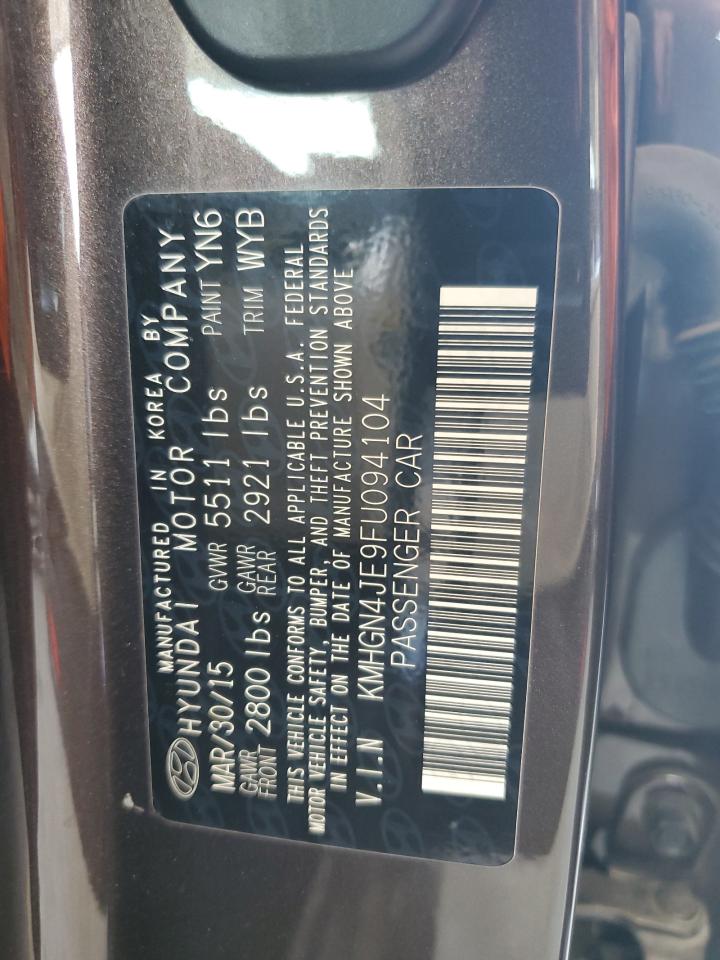 MANUFACTURED IN KOREA BY
HYUNDAI MOTOR COMPANY
MAR/30/15 GVWR 5511 lbs PAINT YN6
GAWR FRONT 2800 lbs GAWR REAR 2921 lbs TRIM WYB
THIS VEHICLE CONFORMS TO ALL APPLICABLE U.S.A. FEDERAL
MOTOR VEHICLE SAFETY, BUMPER, AND THEFT PREVENTION STANDARDS
IN EFFECT ON THE DATE OF MANUFACTURE SHOWN ABOVE
V.I.N KMHGN4JE9FU094104
PASSENGER CAR